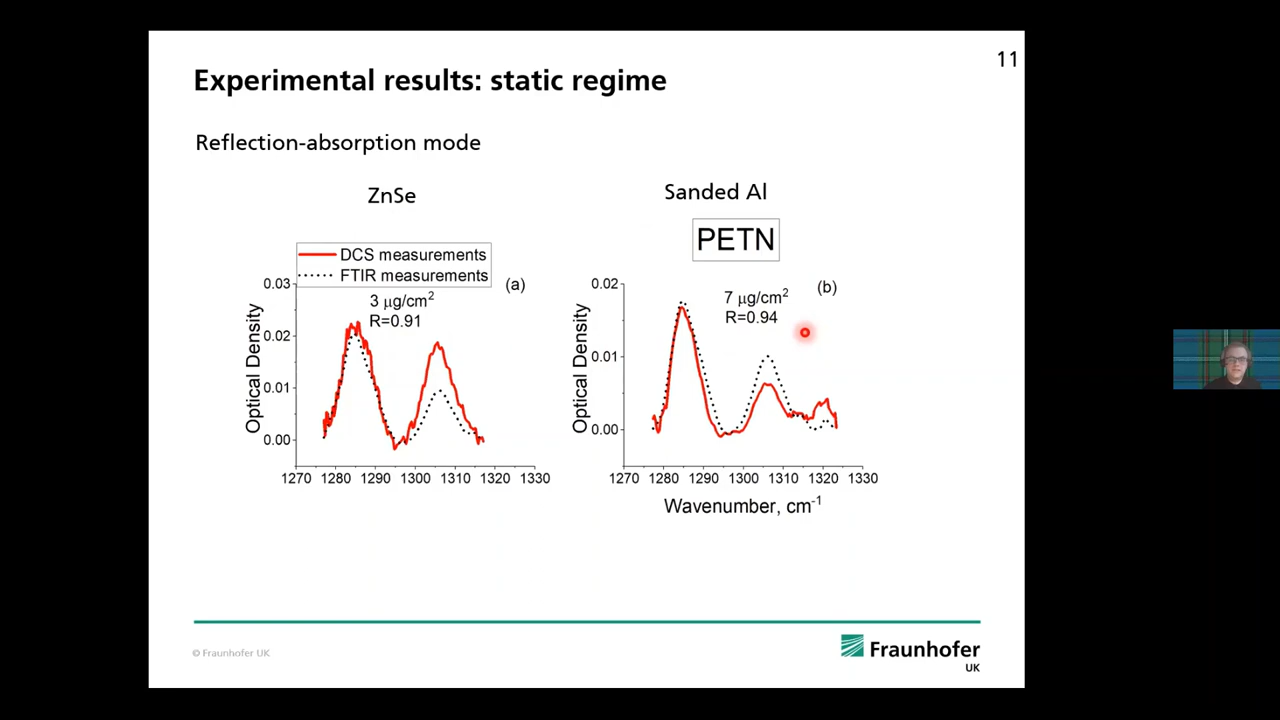 11
Experimental results: static regime
Reflection-absorption mode
ZnSe
DCS measurements
FTIR measurements
(a)
3 μg/cm²
R=0.91
Optical Density
0.03
0.02
0.01
0.00
1270 1280 1290 1300 1310 1320 1330
Sanded Al
PETN
(b)
7 μg/cm²
R=0.94
Optical Density
0.02
0.01
0.00
1270 1280 1290 1300 1310 1320 1330
Wavenumber, cm⁻¹
© Fraunhofer UK
Fraunhofer
UK